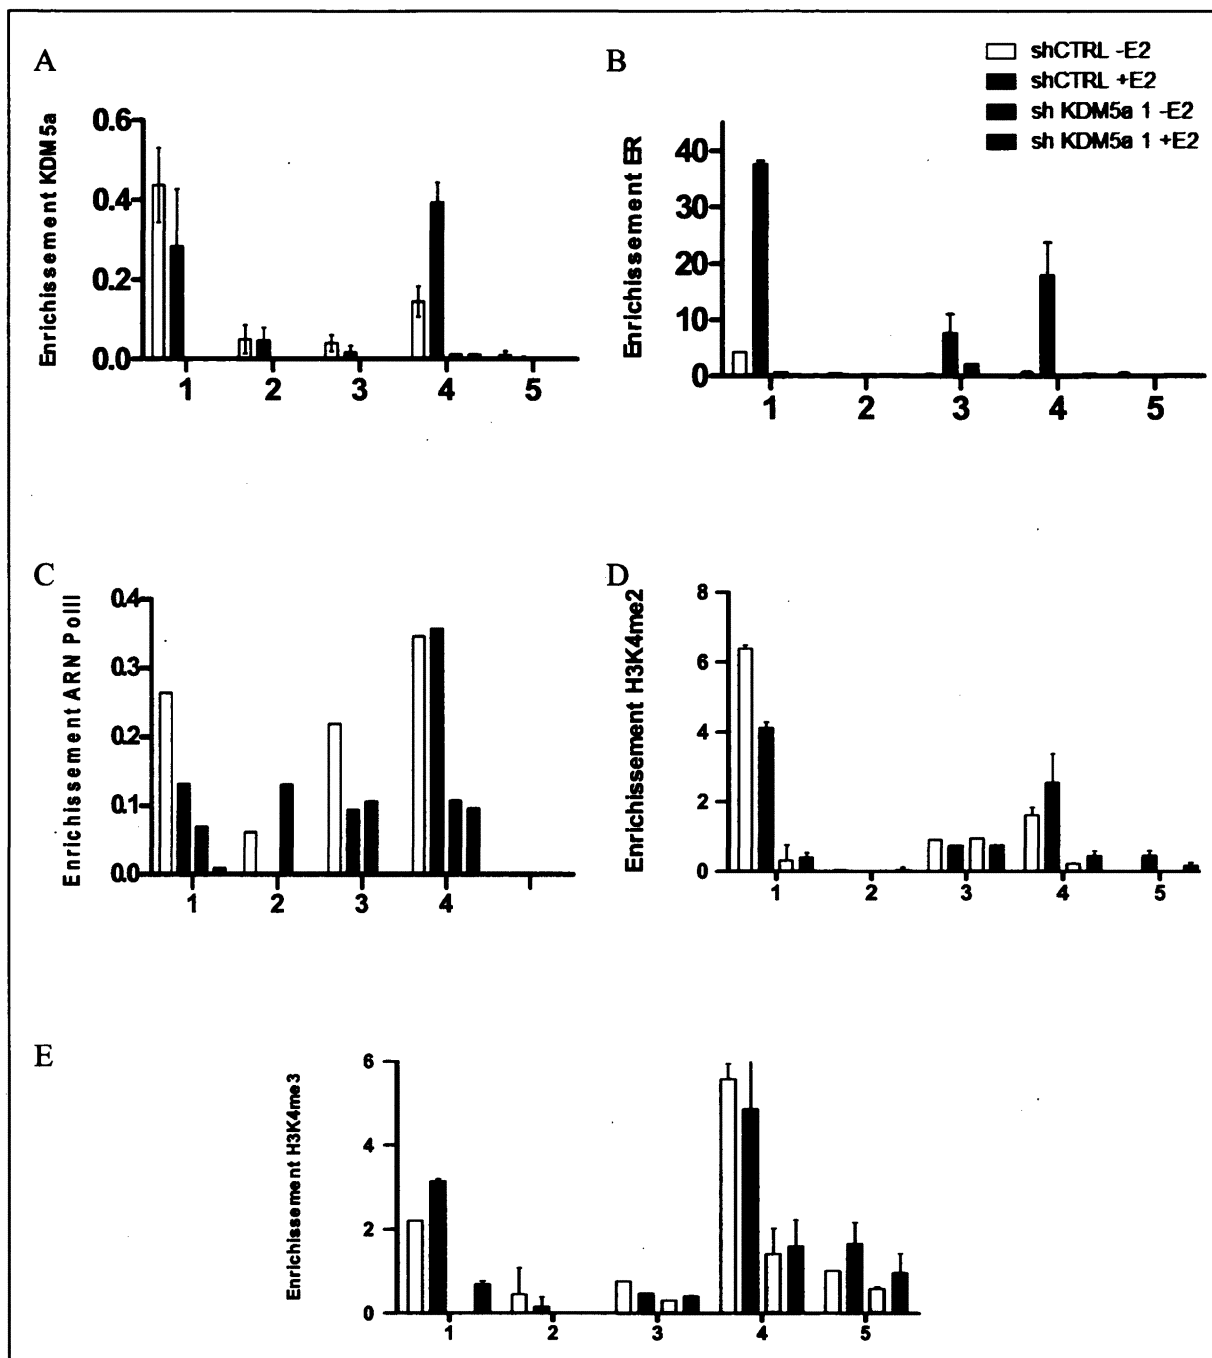 A
B
shCTRL -E2
shCTRL +E2
sh KDM5a 1 -E2
sh KDM5a 1 +E2
Enrichissement KDM5a
0.6
0.4
0.2
0.0
1 2 3 4 5
Enrichissement ER
40
30
20
10
0
1 2 3 4 5
C
D
Enrichissement ARN PolII
0.4
0.3
0.2
0.1
0.0
1 2 3 4
Enrichissement H3K4me2
8
6
4
2
0
1 2 3 4 5
E
Enrichissement H3K4me3
6
4
2
0
1 2 3 4 5